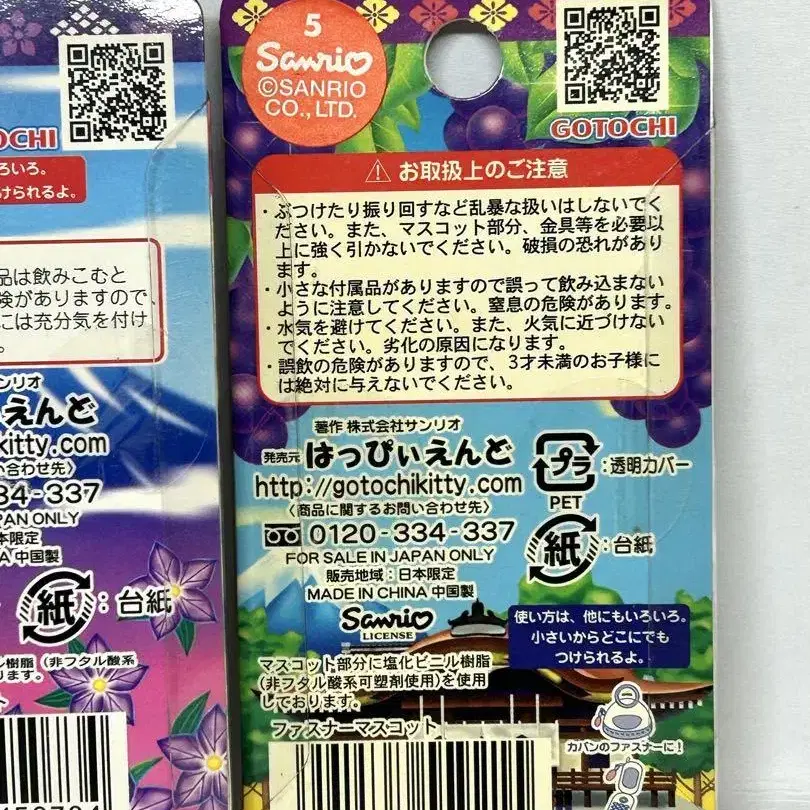 OTOCHI
ろいろ。
けられるよ。
品は飲みこむと
険がありますので、
には充分気を付け
。
ンリオ
ぃえんど
kitty.com
い合わせ先〉
34-337
PAN ONLY
本限定
NA 中国製
紙:台紙
ル樹脂(非フタル酸系
ります。
5
Sanrio
©SANRIO
CO., LTD.
GOTOCHI
お取扱上のご注意
・ぶつけたり振り回すなど乱暴な扱いはしないでく
ださい。また、マスコット部分、金具等を必要以
上に強く引かないでください。破損の恐れがあり
ます。
・小さな付属品がありますので誤って飲み込まない
ように注意してください。窒息の危険があります。
・水気を避けてください。また、火気に近づけない
でください。劣化の原因になります。
・誤飲の危険がありますので、3才未満のお子様に
は絶対に与えないでください。
著作 株式会社サンリオ
発売元 はっぴぃえんど
http://gotochikitty.com
〈商品に関するお問い合わせ先〉
0120-334-337
FOR SALE IN JAPAN ONLY
販売地域:日本限定
MADE IN CHINA 中国製
Sanrio
LICENSE
プラ:透明カバー
PET
紙:台紙
マスコット部分に塩化ビニル樹脂
(非フタル酸系可塑剤使用)を使用
しております。
ファスナーマスコット
使い方は、他にもいろいろ。
小さいからどこにでも
つけられるよ。
カバンのファスナーに!